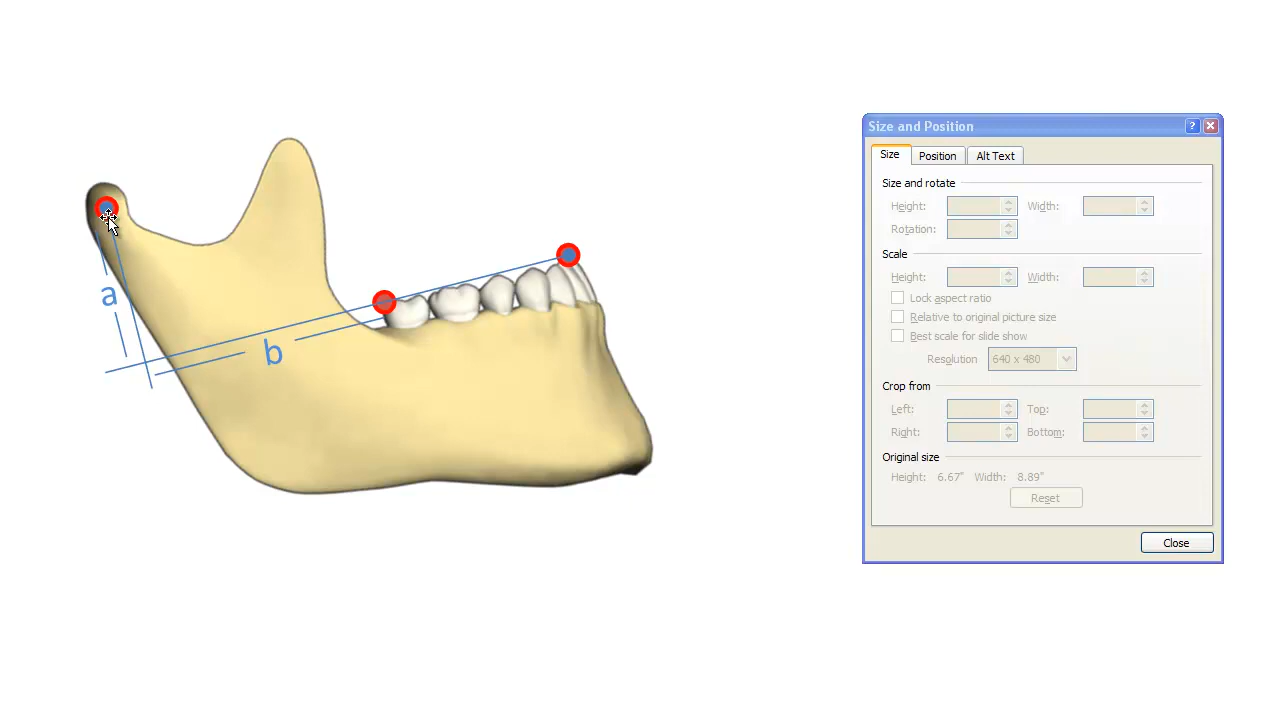 a
b
Size and Position
Size Position Alt Text
Size and rotate
Height: Width:
Rotation:
Scale
Height: Width:
Lock aspect ratio
Relative to original picture size
Best scale for slide show
Resolution 640 x 480
Crop from
Left: Top:
Right: Bottom:
Original size
Height: 6.67" Width: 8.89"
Reset
Close